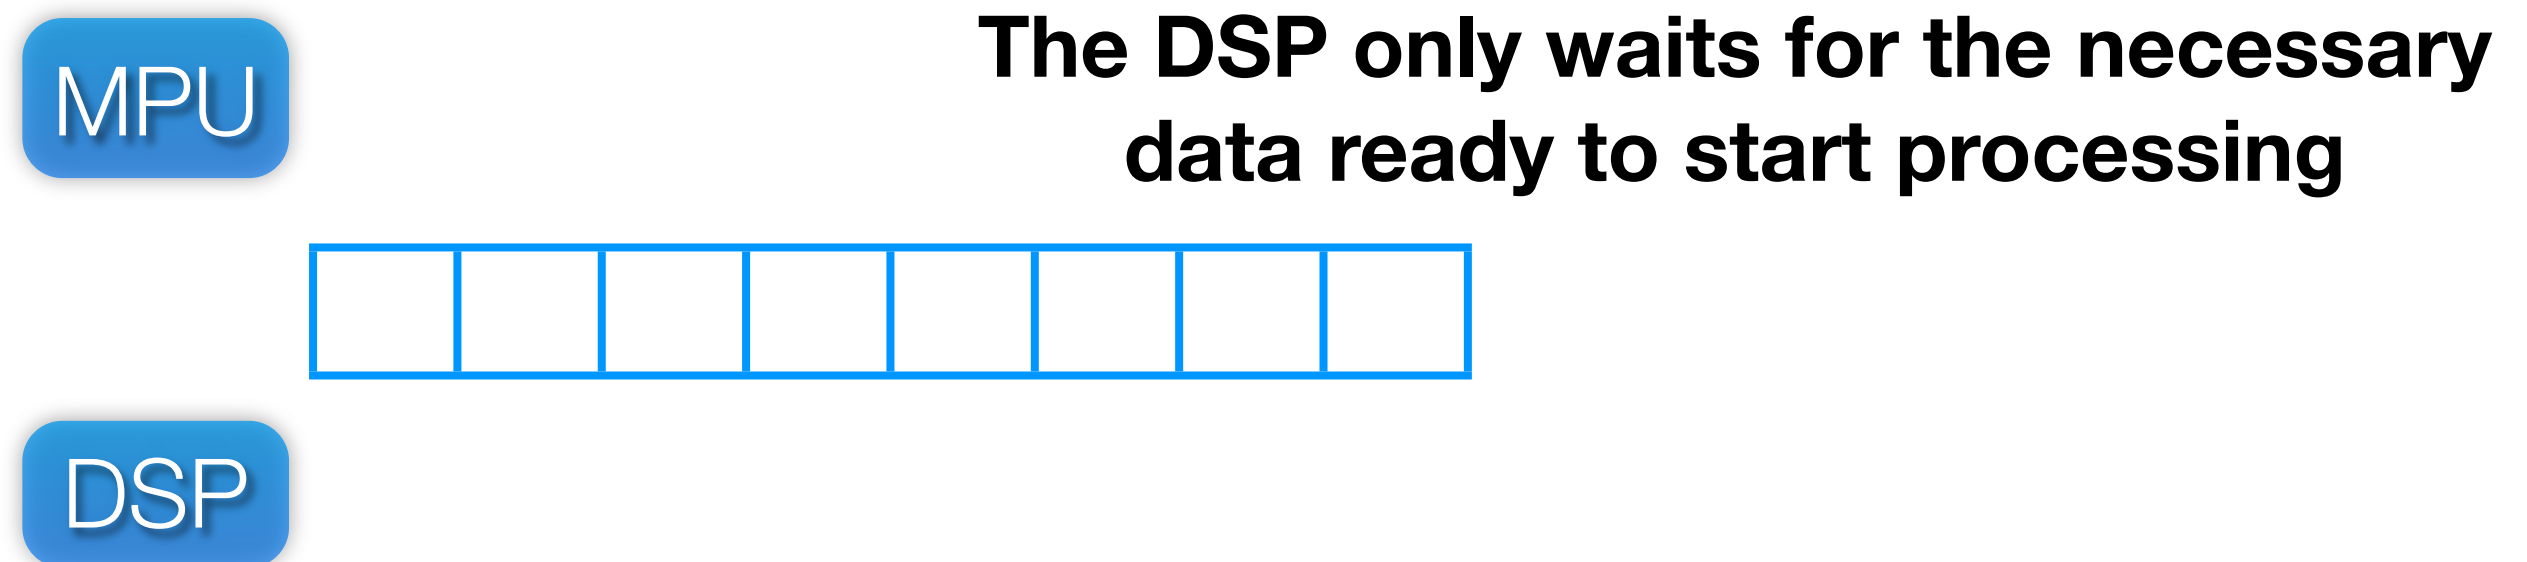 MPU
The DSP only waits for the necessary
data ready to start processing
DSP